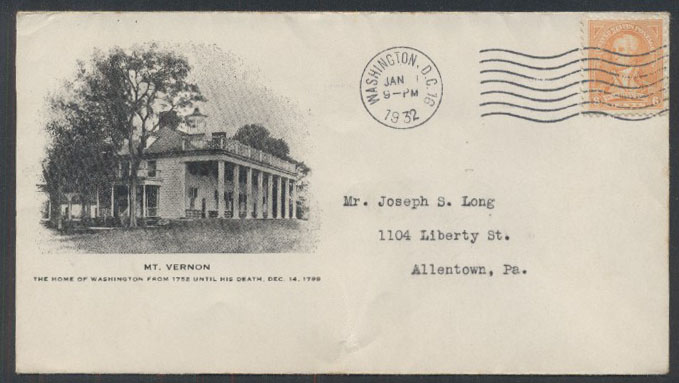 WASHINGTON, D.C. 16
JAN 1
9-PM
1932
Mr. Joseph S. Long
1104 Liberty St.
Allentown, Pa.
MT. VERNON
THE HOME OF WASHINGTON FROM 1752 UNTIL HIS DEATH, DEC. 14, 1799